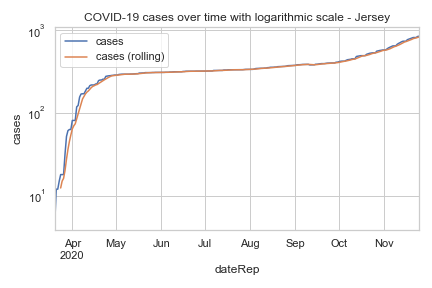 COVID-19 cases over time with logarithmic scale - Jersey
cases
cases (rolling)
10³
10²
10¹
cases
Apr May Jun Jul Aug Sep Oct Nov
2020
dateRep